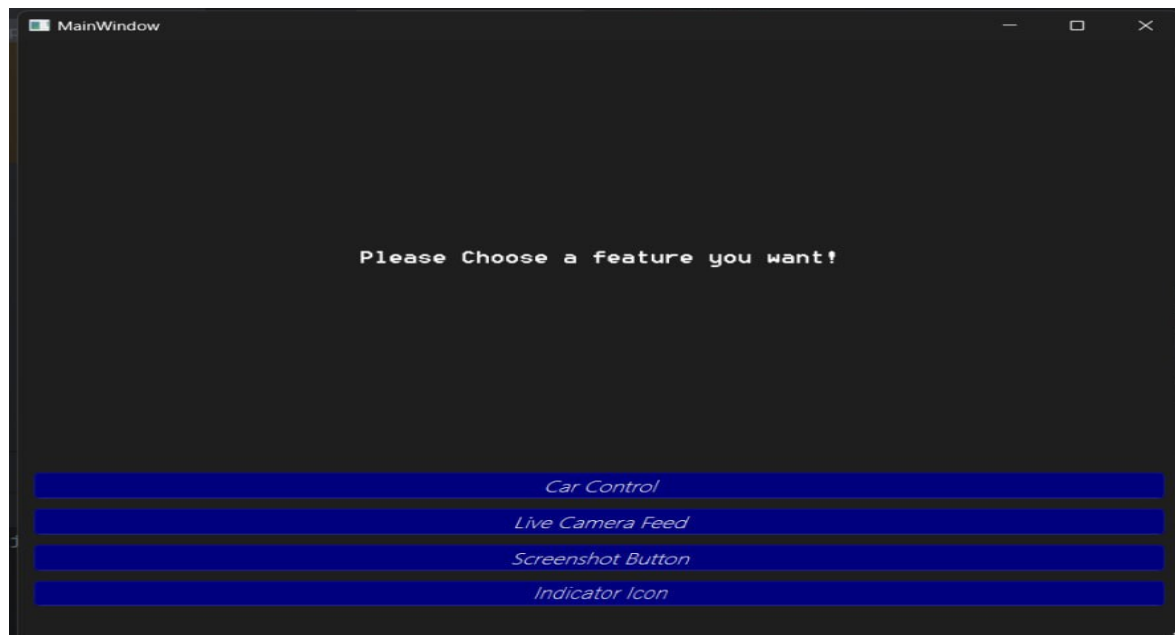 MainWindow
Please Choose a feature you want!
Car Control
Live Camera Feed
Screenshot Button
Indicator Icon